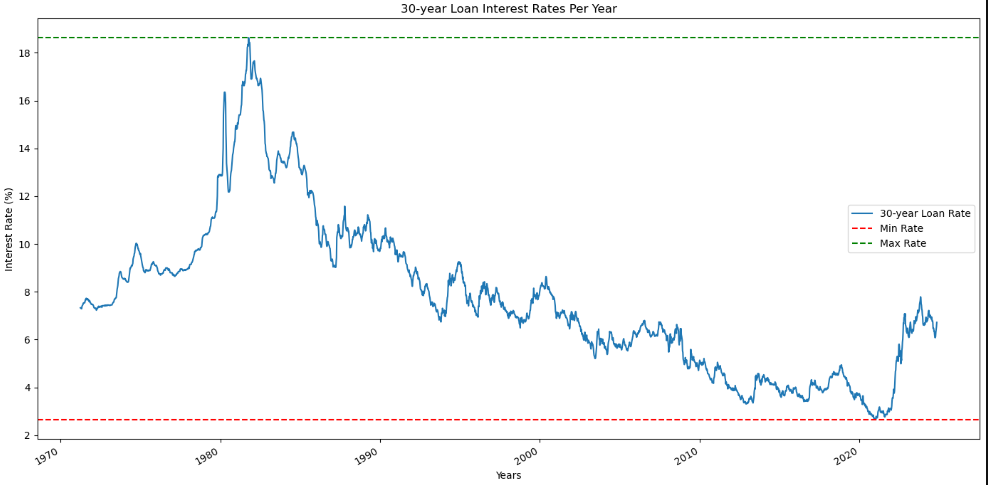 30-year Loan Interest Rates Per Year
Interest Rate (%)
18
16
14
12
10
8
6
4
2
30-year Loan Rate
Min Rate
Max Rate
1970
1980
1990
2000
2010
2020
Years